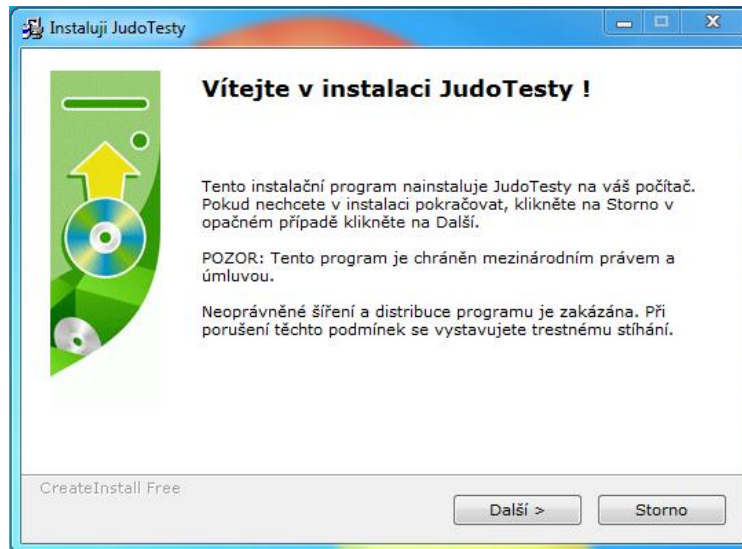 Instaluji JudoTesty
Vítejte v instalaci JudoTesty !
Tento instalační program nainstaluje JudoTesty na váš počítač.
Pokud nechcete v instalaci pokračovat, klikněte na Storno v
opačném případě klikněte na Další.
POZOR: Tento program je chráněn mezinárodním právem a
úmluvou.
Neoprávněné šíření a distribuce programu je zakázána. Při
porušení těchto podmínek se vystavujete trestnému stíhání.
CreateInstall Free
Další >
Storno